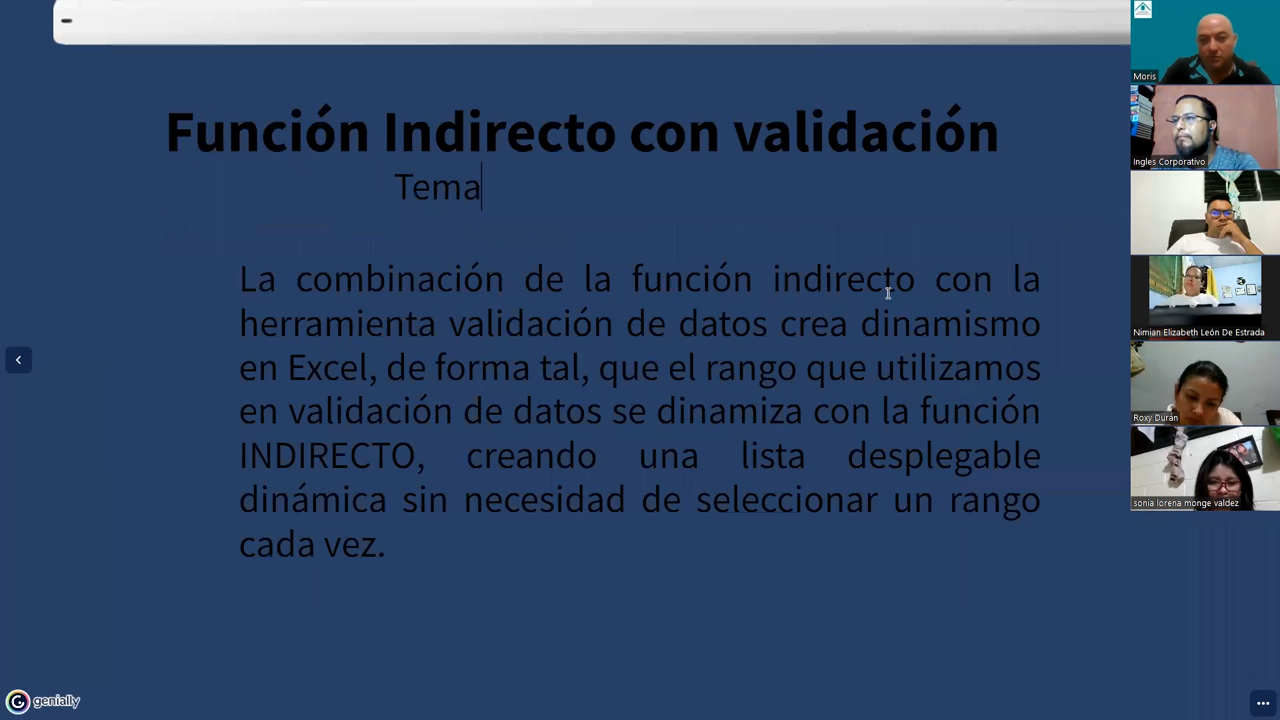 Función Indirecto con validación
Tema
La combinación de la función indirecto con la
herramienta validación de datos crea dinamismo
en Excel, de forma tal, que el rango que utilizamos
en validación de datos se dinamiza con la función
INDIRECTO, creando una lista desplegable
dinámica sin necesidad de seleccionar un rango
cada vez.
genially
Moris
Ingles Corporativo
Nimian Elizabeth León De Estrada
Roxy Durán
sonia lorena monge valdez